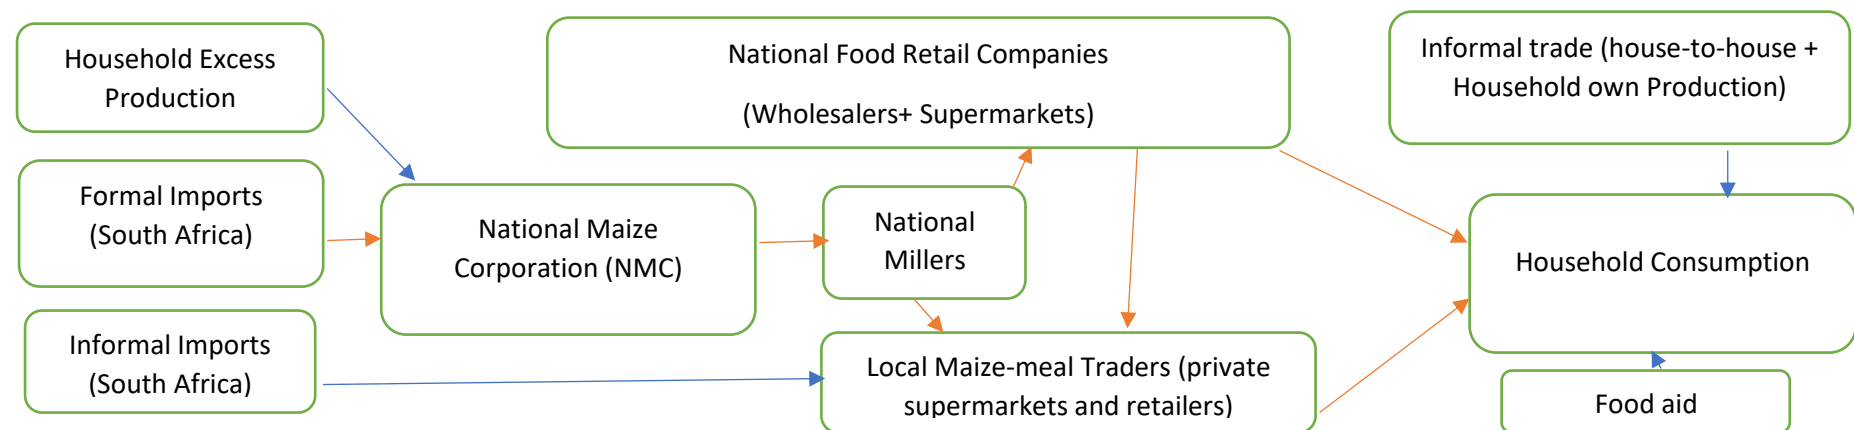 Household Excess
Production
National Food Retail Companies
(Wholesalers+ Supermarkets)
Informal trade (house-to-house +
Household own Production)
Formal Imports
(South Africa)
National Maize
Corporation (NMC)
National
Millers
Household Consumption
Informal Imports
(South Africa)
Local Maize-meal Traders (private
supermarkets and retailers)
Food aid